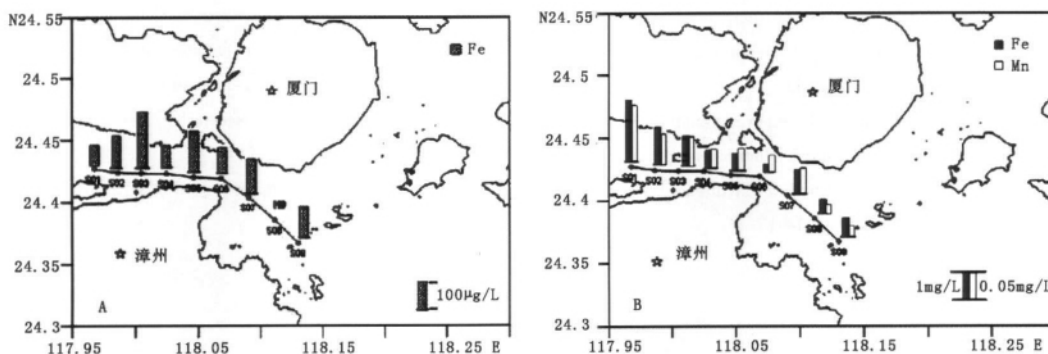 N24.55
24.5
24.45
24.4
24.35
24.3
117.95
118.05
118.15
118.25 E
Fe
厦门
漳州
S01
S02
S03
S04
S05
S06
S07
S08
S09
A
100μg/L
N24.55
24.5
24.45
24.4
24.35
24.3
117.95
118.05
118.15
118.25 E
Fe
Mn
厦门
漳州
S01
S02
S03
S04
S05
S06
S07
S08
S09
B
1mg/L
0.05mg/L